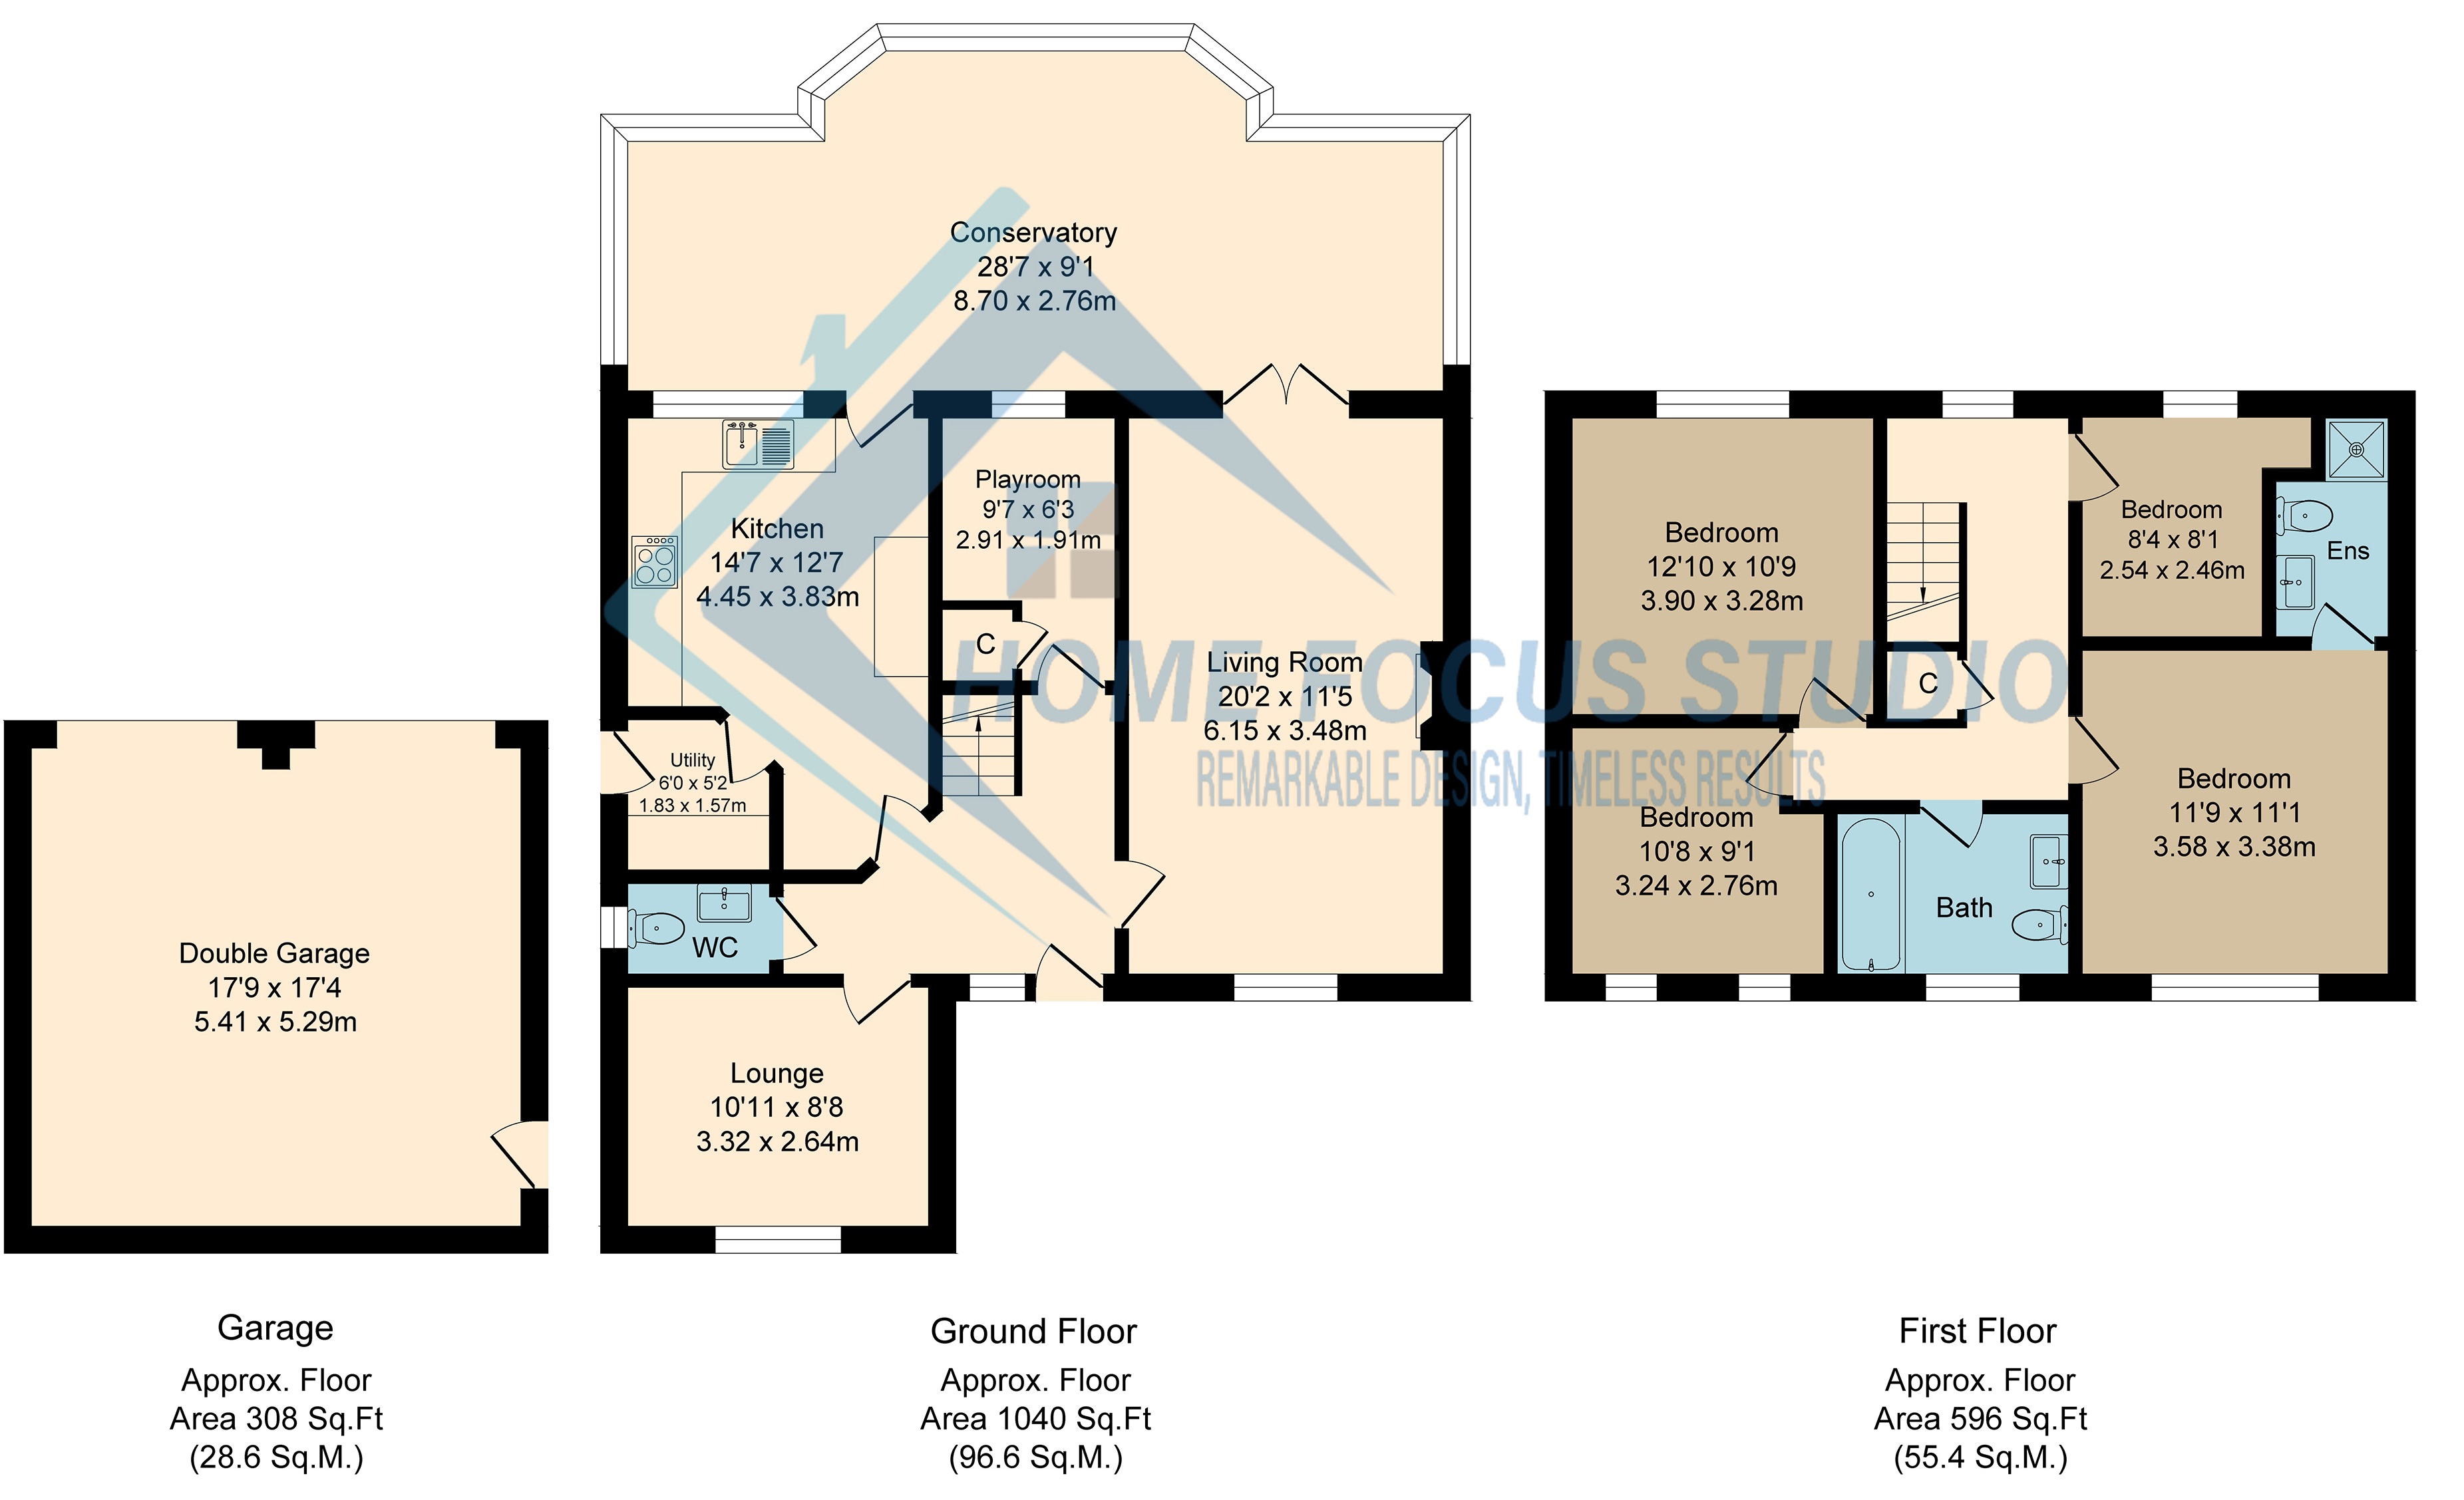 Conservatory
28'7 x 9'1
8.70 x 2.76m
Kitchen
14'7 x 12'7
4.45 x 3.83m
Playroom
9'7 x 6'3
2.91 x 1.91m
C
Living Room
20'2 x 11'5
6.15 x 3.48m
Utility
6'0 x 5'2
1.83 x 1.57m
WC
Lounge
10'11 x 8'8
3.32 x 2.64m
Double Garage
17'9 x 17'4
5.41 x 5.29m
Bedroom
12'10 x 10'9
3.90 x 3.28m
Bedroom
8'4 x 8'1
2.54 x 2.46m
Ens
C
Bedroom
10'8 x 9'1
3.24 x 2.76m
Bath
Bedroom
11'9 x 11'1
3.58 x 3.38m
HOME FOCUS STUDIO
REMARKABLE DESIGN, TIMELESS RESULTS
Garage
Approx. Floor
Area 308 Sq.Ft
(28.6 Sq.M.)
Ground Floor
Approx. Floor
Area 1040 Sq.Ft
(96.6 Sq.M.)
First Floor
Approx. Floor
Area 596 Sq.Ft
(55.4 Sq.M.)